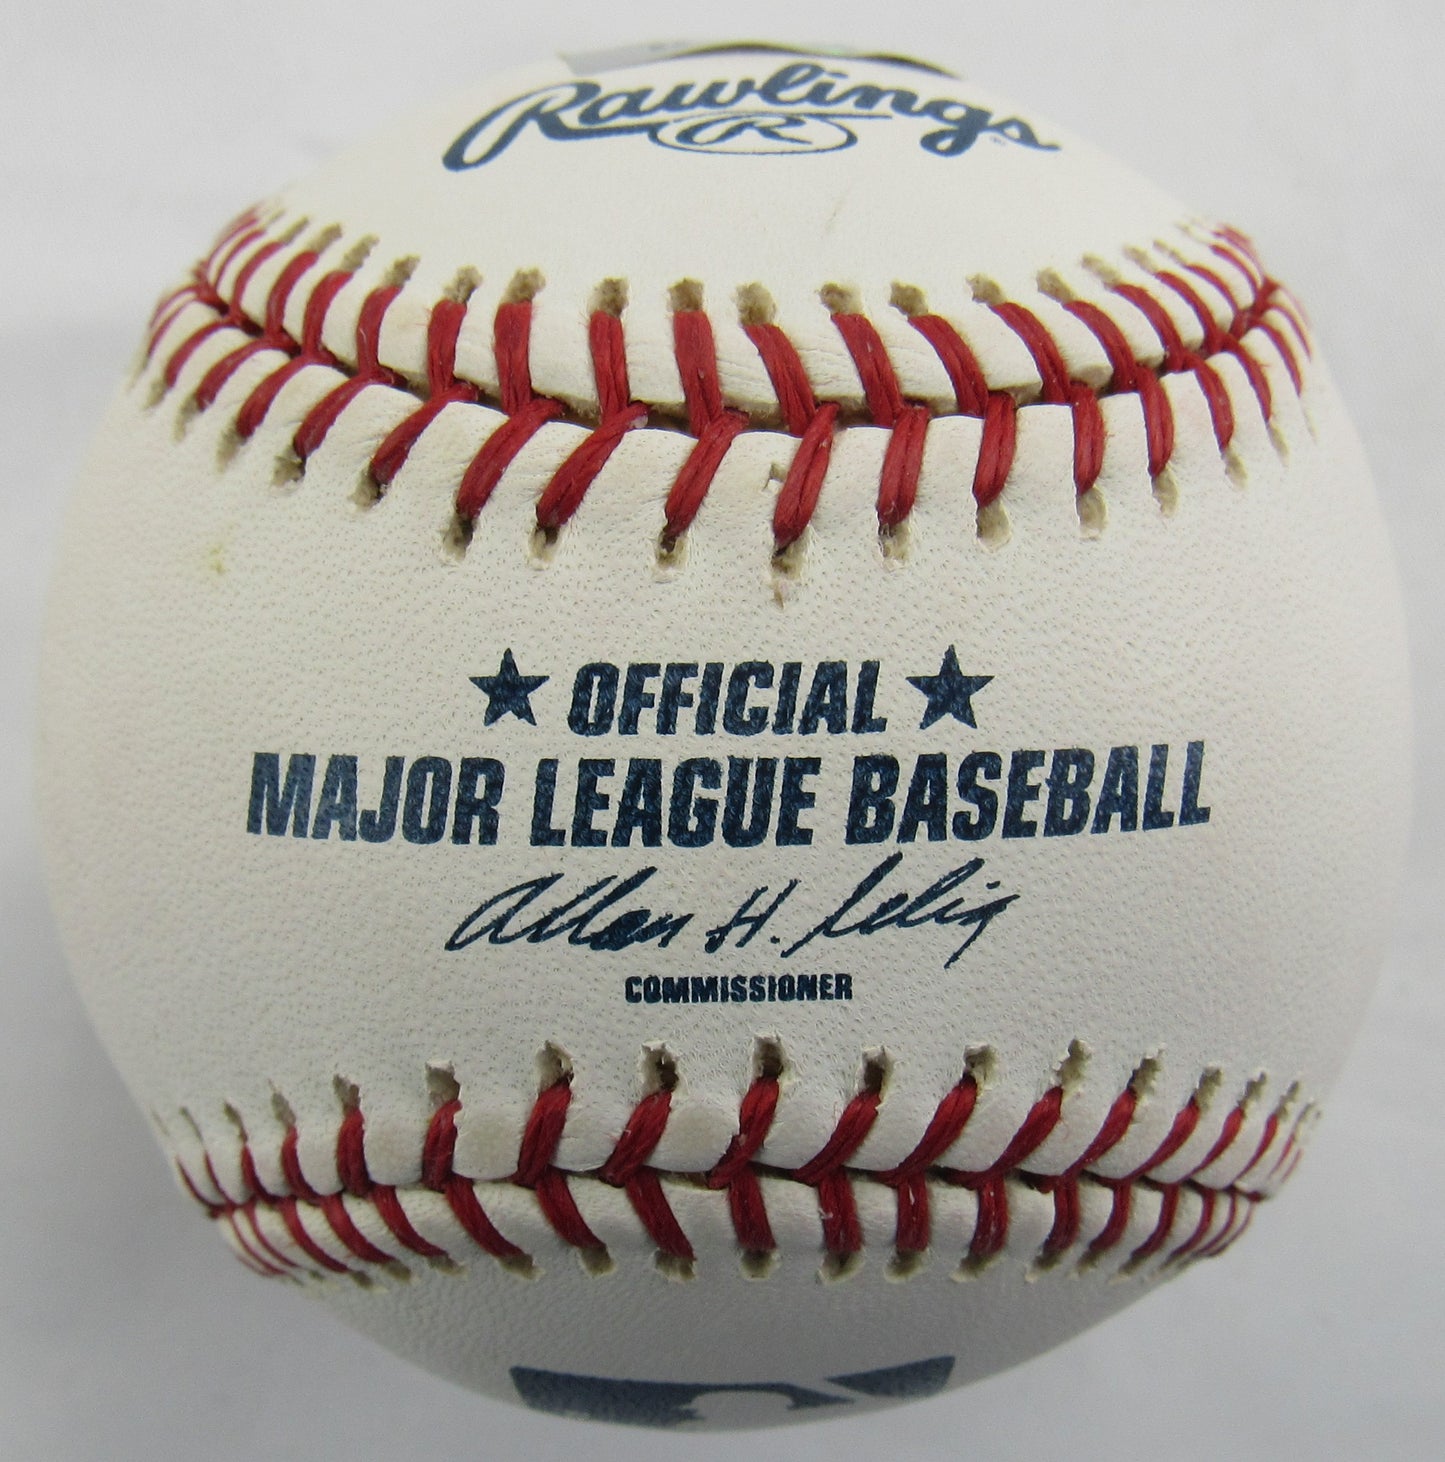 Rawlings
R
OFFICIAL
MAJOR LEAGUE BASEBALL
Allan H. Selig
COMMISSIONER